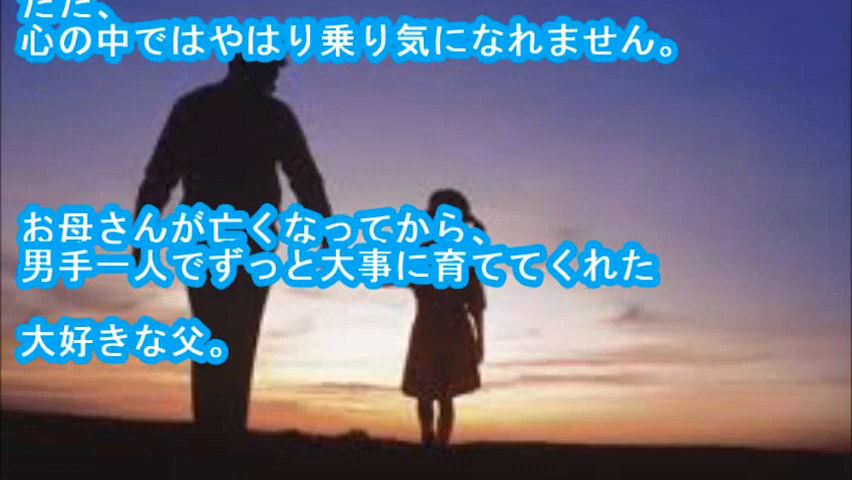 ただ、
心の中ではやはり乗り気になれません。
お母さんが亡くなってから、
男手一人でずっと大事に育ててくれた
大好きな父。